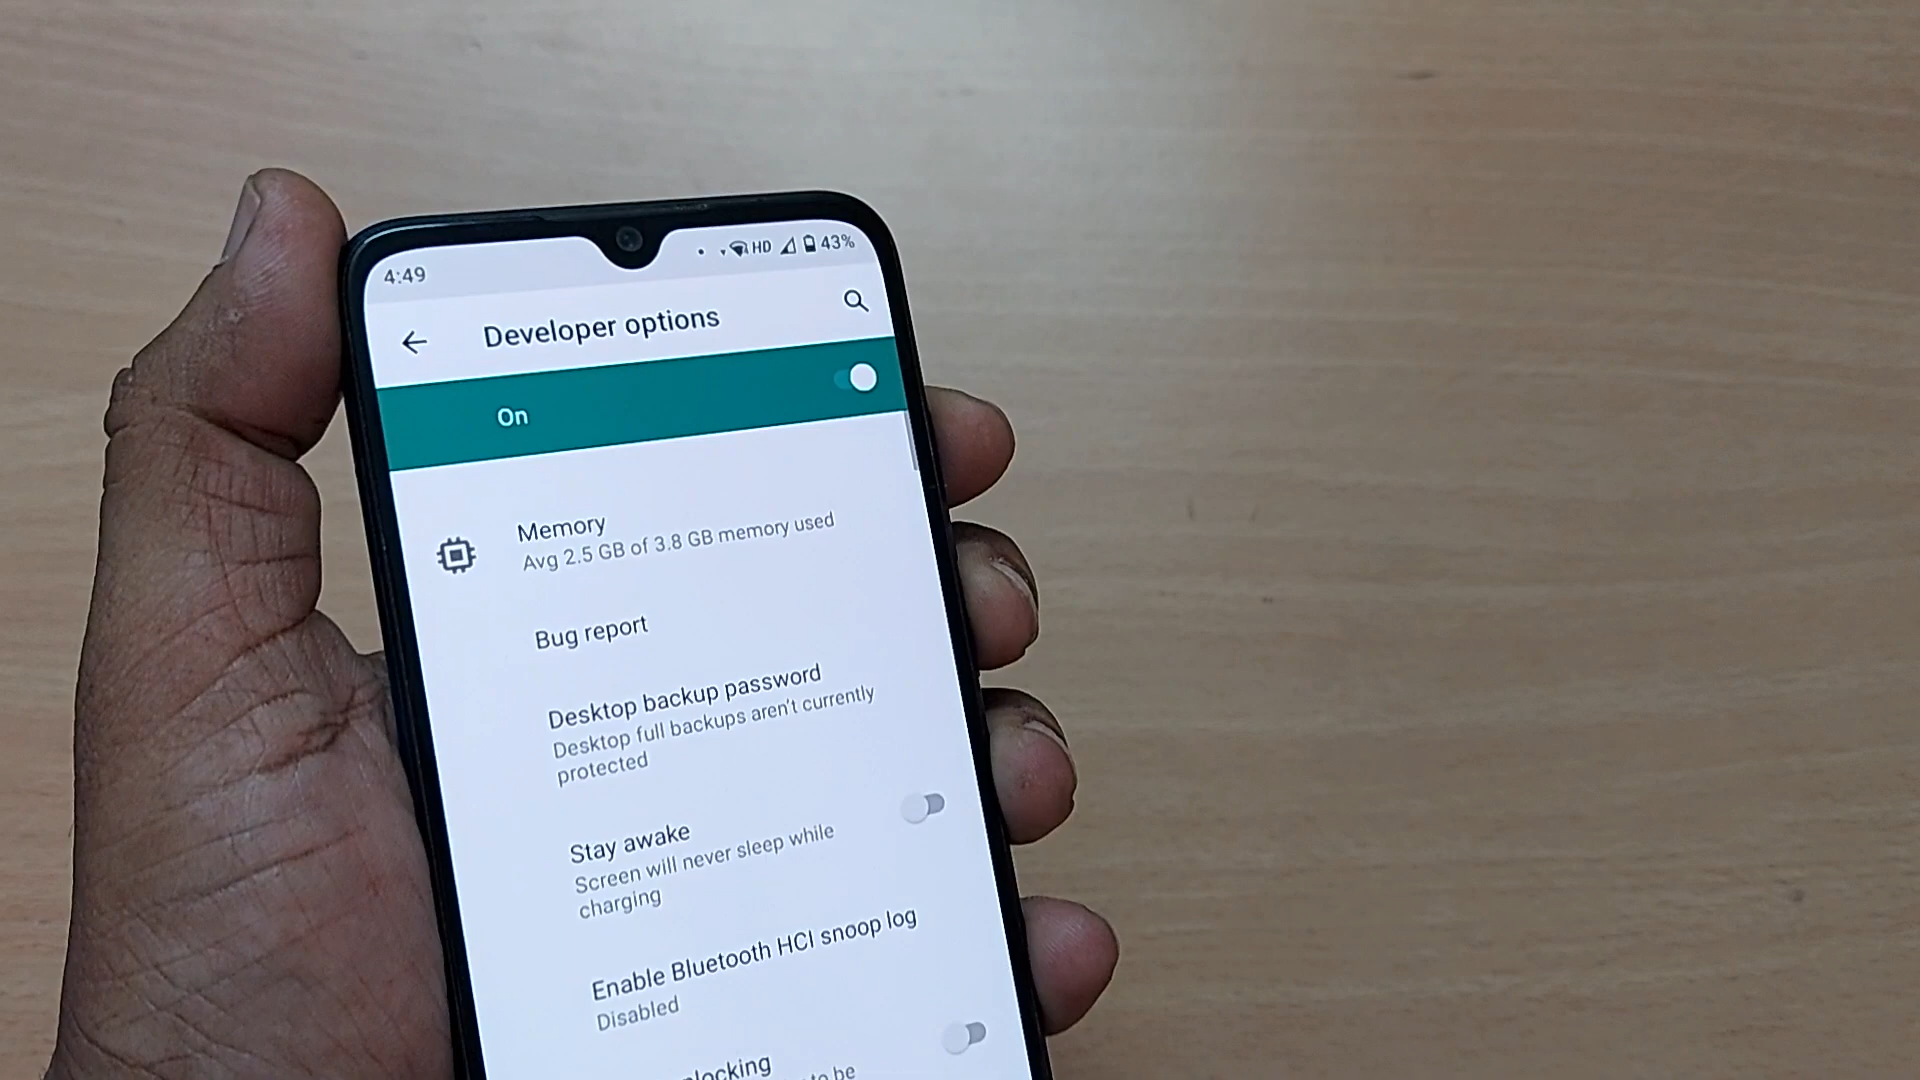 4:49
HD 43%
Developer options
On
Memory
Avg 2.5 GB of 3.8 GB memory used
Bug report
Desktop backup password
Desktop full backups aren't currently
protected
Stay awake
Screen will never sleep while
charging
Enable Bluetooth HCI snoop log
Disabled
to be